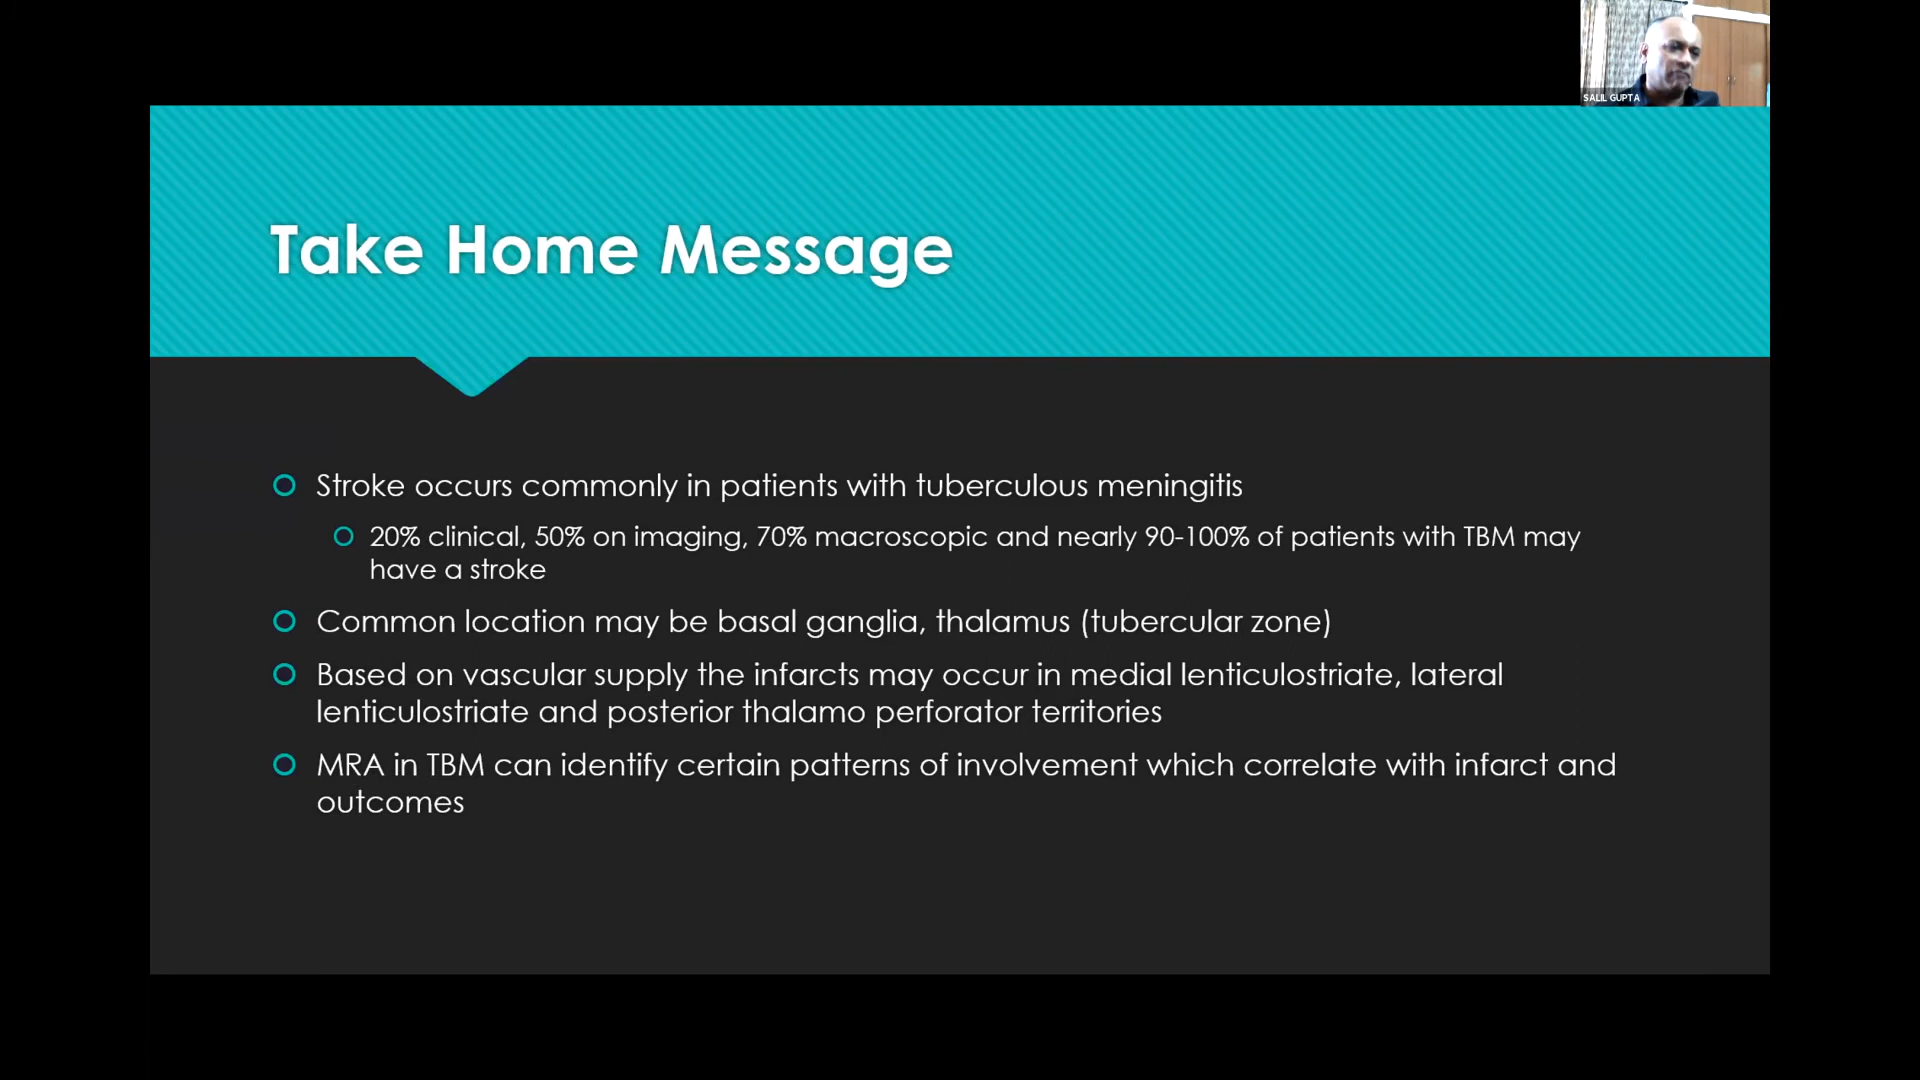 SALIL GUPTA
Take Home Message
Stroke occurs commonly in patients with tuberculous meningitis
20% clinical, 50% on imaging, 70% macroscopic and nearly 90-100% of patients with TBM may
have a stroke
Common location may be basal ganglia, thalamus (tubercular zone)
Based on vascular supply the infarcts may occur in medial lenticulostriate, lateral
lenticulostriate and posterior thalamo perforator territories
MRA in TBM can identify certain patterns of involvement which correlate with infarct and
outcomes